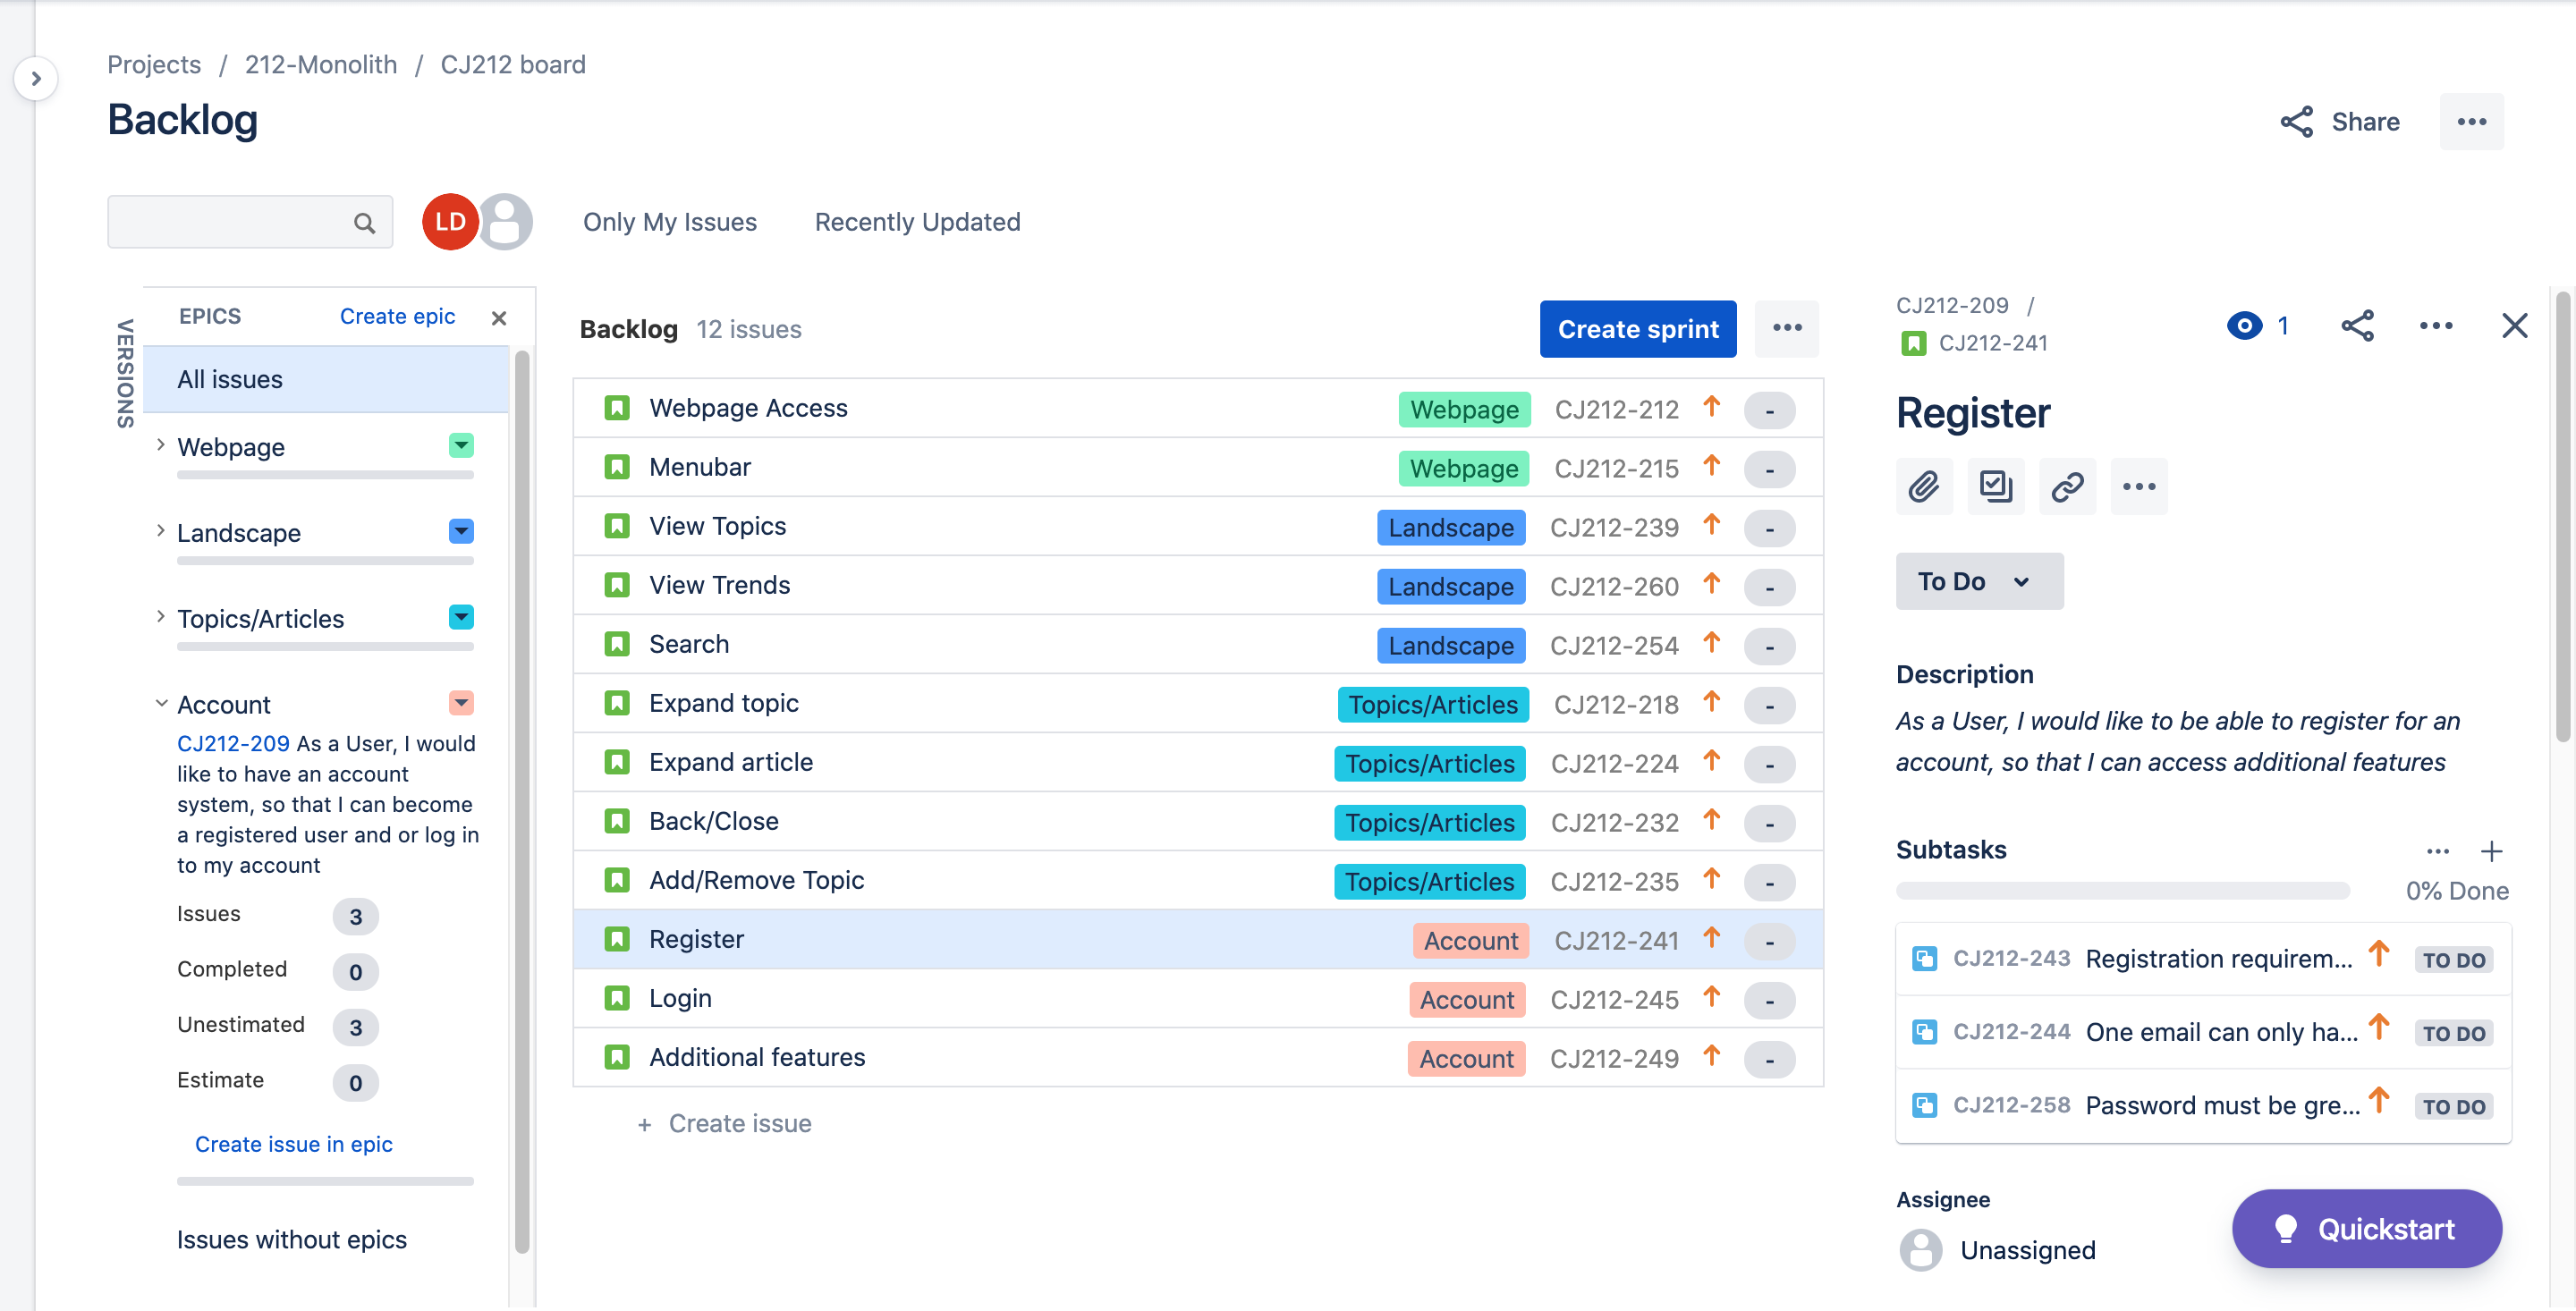 Projects / 212-Monolith / CJ212 board
Backlog
Share
LD
Only My Issues
Recently Updated
VERSIONS
EPICS
Create epic
All issues
Webpage
Landscape
Topics/Articles
Account
CJ212-209 As a User, I would
like to have an account
system, so that I can become
a registered user and or log in
to my account
Issues 3
Completed 0
Unestimated 3
Estimate 0
Create issue in epic
Issues without epics
Backlog 12 issues
Create sprint
Webpage Access Webpage CJ212-212 -
Menubar Webpage CJ212-215 -
View Topics Landscape CJ212-239 -
View Trends Landscape CJ212-260 -
Search Landscape CJ212-254 -
Expand topic Topics/Articles CJ212-218 -
Expand article Topics/Articles CJ212-224 -
Back/Close Topics/Articles CJ212-232 -
Add/Remove Topic Topics/Articles CJ212-235 -
Register Account CJ212-241 -
Login Account CJ212-245 -
Additional features Account CJ212-249 -
+ Create issue
CJ212-209 /
CJ212-241
1
Register
To Do
Description
As a User, I would like to be able to register for an
account, so that I can access additional features
Subtasks
0% Done
CJ212-243 Registration requirem... TO DO
CJ212-244 One email can only ha... TO DO
CJ212-258 Password must be gre... TO DO
Assignee
Unassigned
Quickstart